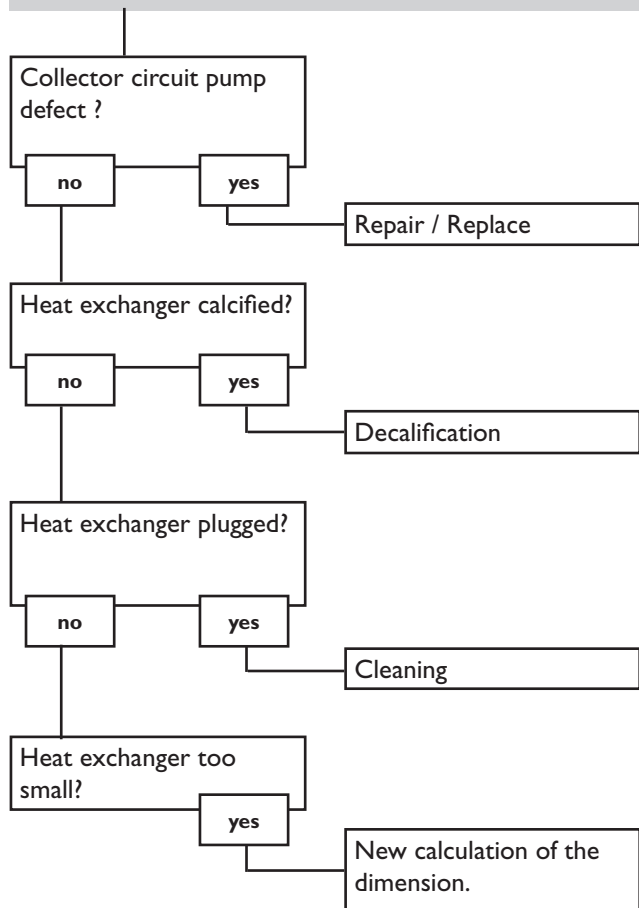 Collector circuit pump
defect ?
no
yes
Repair / Replace
Heat exchanger calcified?
no
yes
Decalification
Heat exchanger plugged?
no
yes
Cleaning
Heat exchanger too
small?
yes
New calculation of the
dimension.